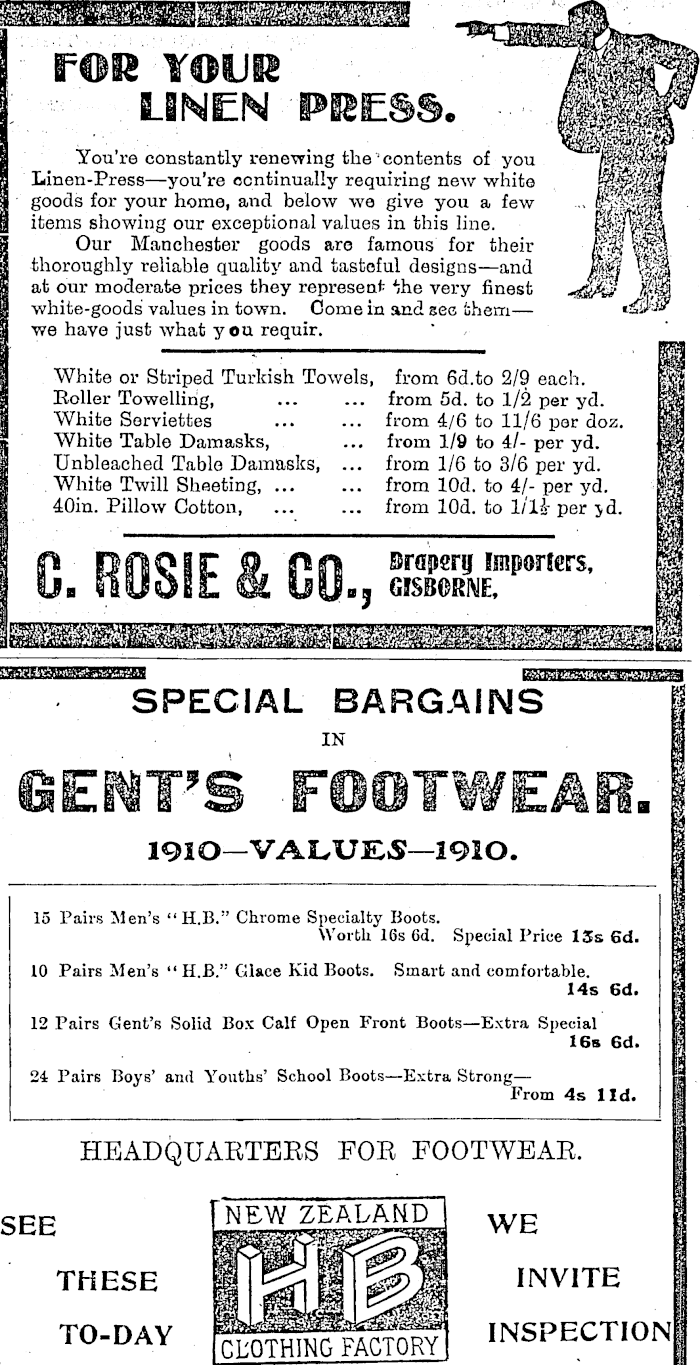 FOR YOUR
LINEN PRESS.
You're constantly renewing the contents of you
Linen-Press—you're continually requiring new white
goods for your home, and below we give you a few
items showing our exceptional values in this line.
Our Manchester goods are famous for their
thoroughly reliable quality and tasteful designs—and
at our moderate prices they represent the very finest
white-goods values in town. Come in and see them—
we have just what you requir.
White or Striped Turkish Towels, from 6d.to 2/9 each.
Roller Towelling, ... ... from 5d. to 1/2 per yd.
White Serviettes ... ... from 4/6 to 11/6 per doz.
White Table Damasks, ... from 1/9 to 4/- per yd.
Unbleached Table Damasks, ... from 1/6 to 3/6 per yd.
White Twill Sheeting, ... ... from 10d. to 4/- per yd.
40in. Pillow Cotton, ... ... from 10d. to 1/1½ per yd.
C. ROSIE & CO., Drapery Importers,
GISBORNE,
SPECIAL BARGAINS
IN
GENT'S FOOTWEAR.
1910—VALUES—1910.
15 Pairs Men's "H.B." Chrome Specialty Boots.
Worth 16s 6d. Special Price 13s 6d.
10 Pairs Men's "H.B." Glace Kid Boots. Smart and comfortable.
14s 6d.
12 Pairs Gent's Solid Box Calf Open Front Boots—Extra Special
16s 6d.
24 Pairs Boys' and Youths' School Boots—Extra Strong—
From 4s 11d.
HEADQUARTERS FOR FOOTWEAR.
SEE
THESE
TO-DAY
NEW ZEALAND
HB
CLOTHING FACTORY
WE
INVITE
INSPECTION